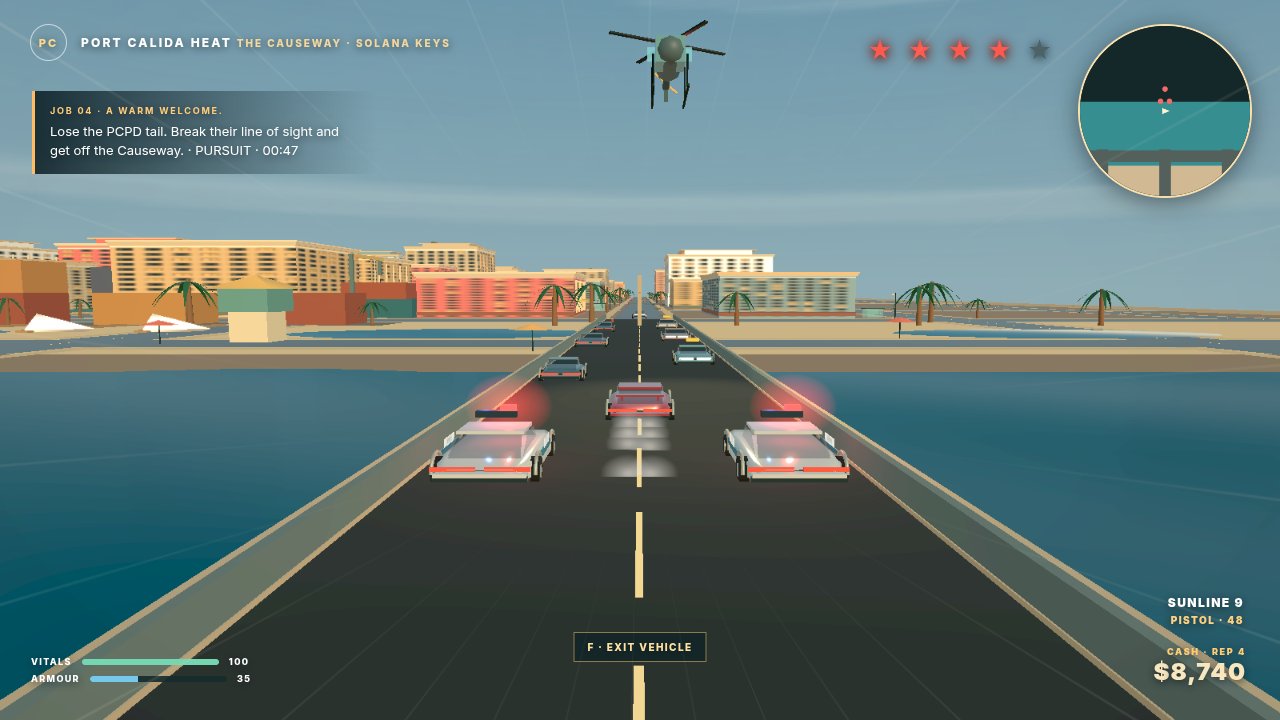 PC PORT CALIDA HEAT THE CAUSEWAY · SOLANA KEYS
JOB 04 · A WARM WELCOME.
Lose the PCPD tail. Break their line of sight and
get off the Causeway. · PURSUIT · 00:47
F · EXIT VEHICLE
VITALS 100
ARMOUR 35
SUNLINE 9
PISTOL · 48
CASH · REP 4
$8,740